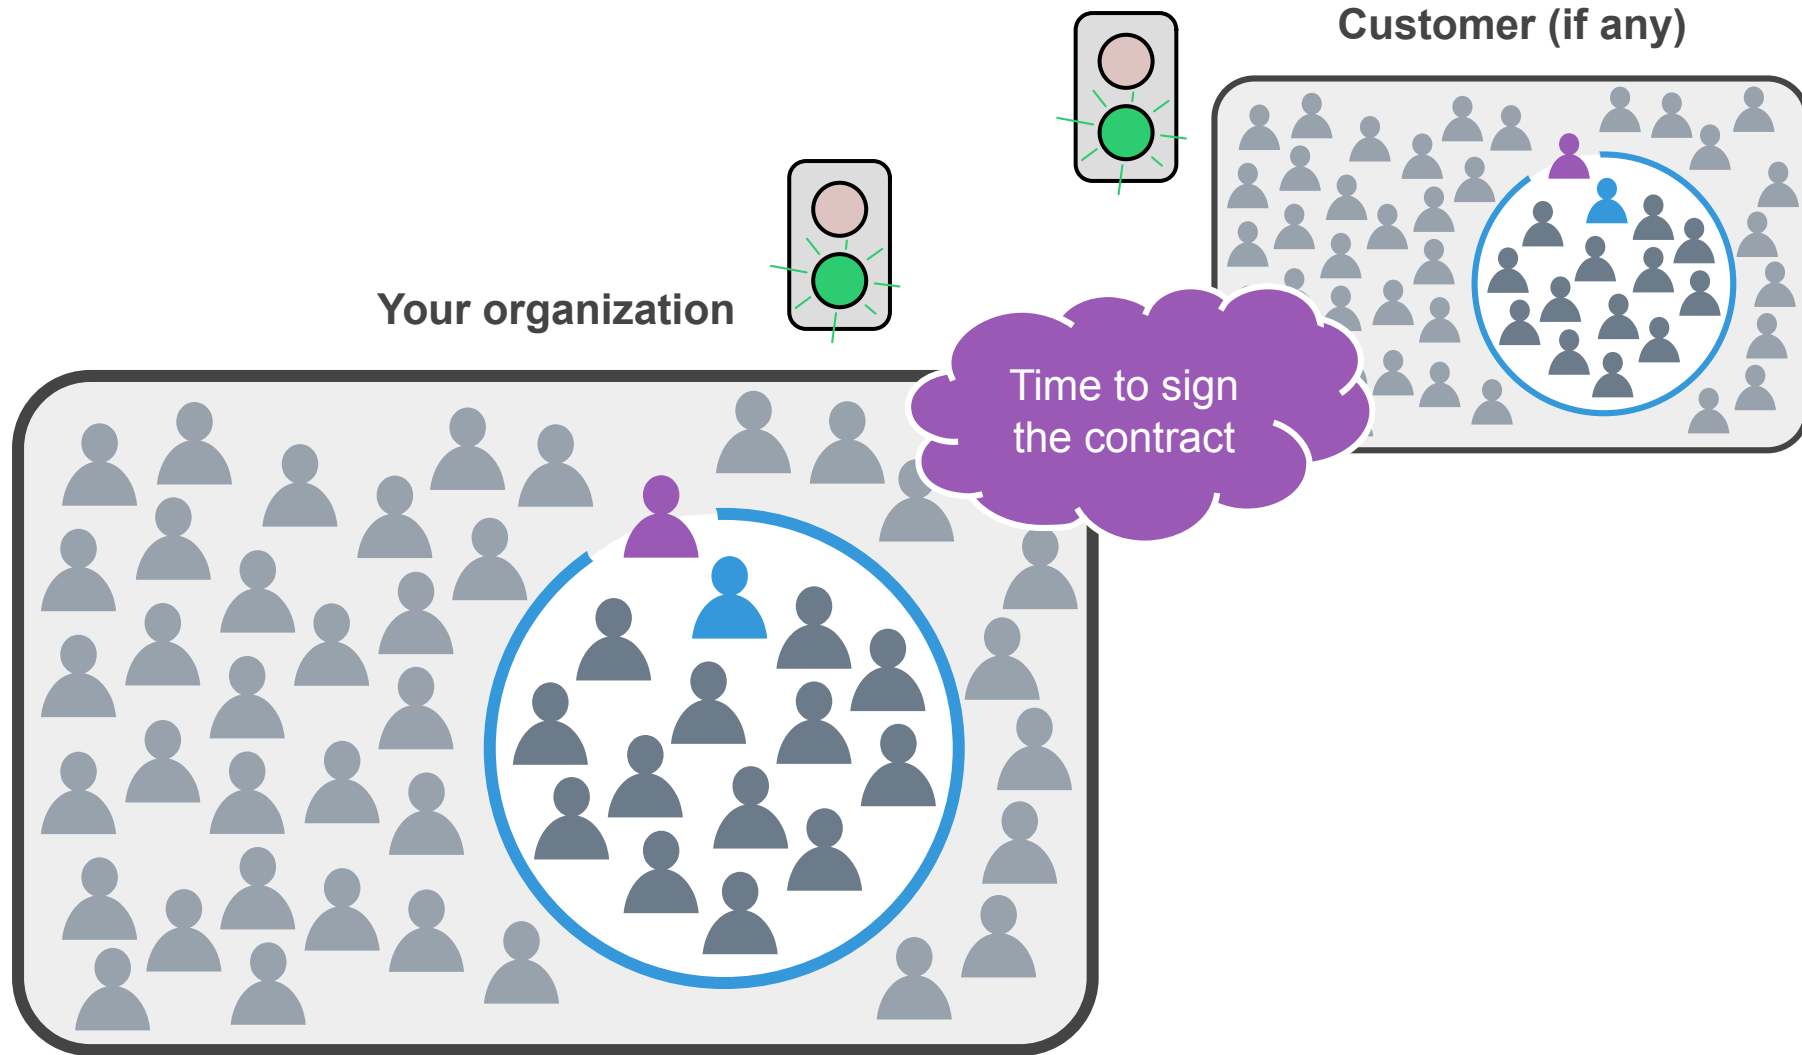 Customer (if any)
Your organization
Time to sign
the contract